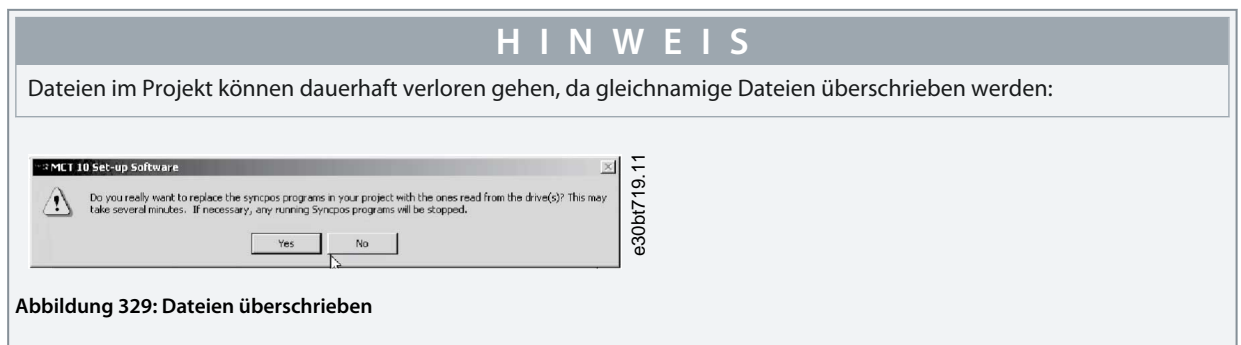 HINWEIS
Dateien im Projekt können dauerhaft verloren gehen, da gleichnamige Dateien überschrieben werden:
MCT 10 Set-up Software
Do you really want to replace the syncpos programs in your project with the ones read from the drive(s)? This may
take several minutes. If necessary, any running Syncpos programs will be stopped.
Yes No
e30bt719.11
Abbildung 329: Dateien überschrieben